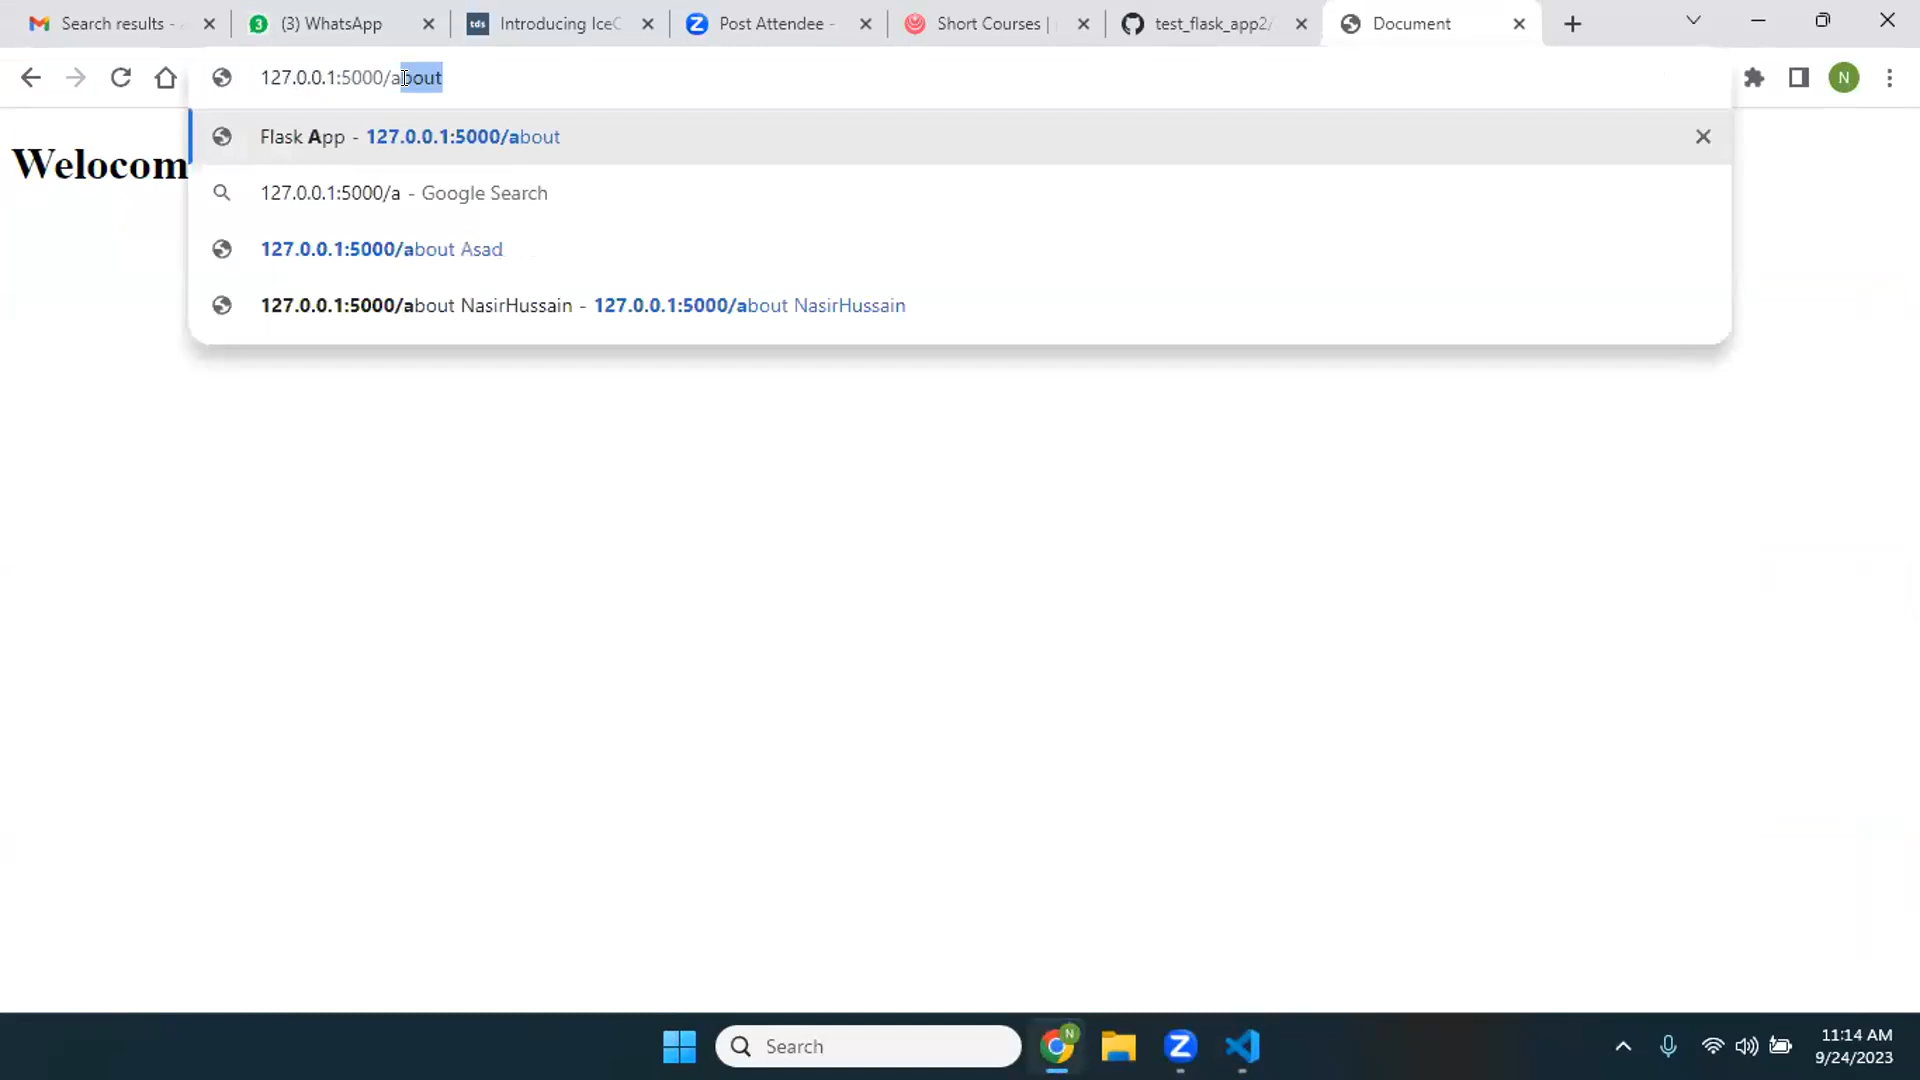 Search results -
3 (3) WhatsApp
tds Introducing IceC
Z Post Attendee -
Short Courses |
test_flask_app2/
Document
127.0.0.1:5000/about
N
Flask App - 127.0.0.1:5000/about
127.0.0.1:5000/a - Google Search
127.0.0.1:5000/about Asad
127.0.0.1:5000/about NasirHussain - 127.0.0.1:5000/about NasirHussain
Welocom
Search
N
Z
11:14 AM
9/24/2023